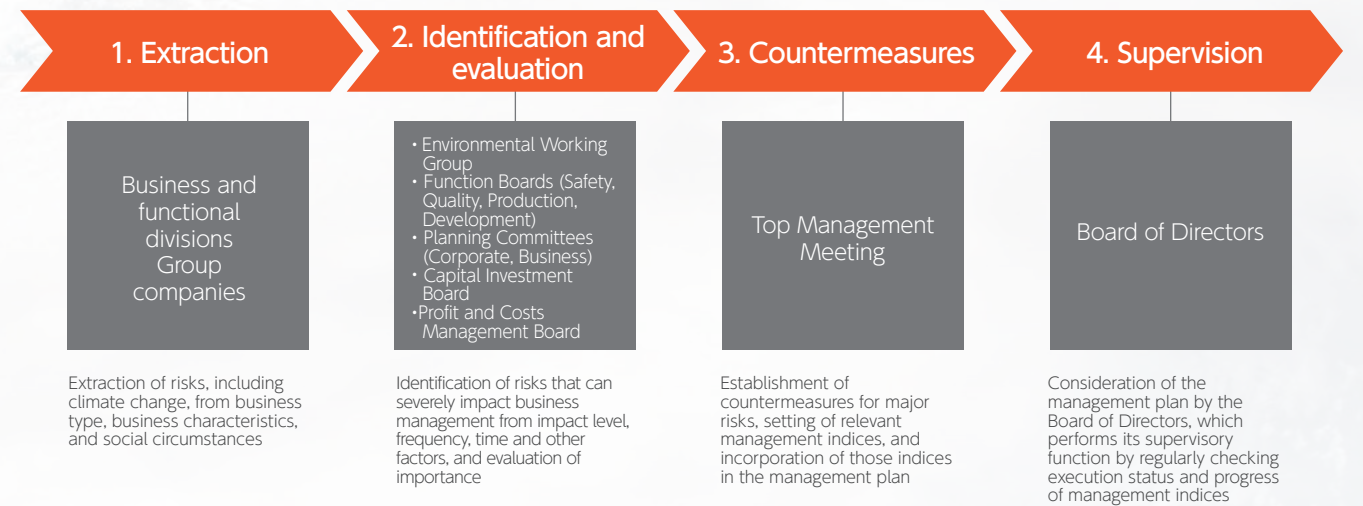 1. Extraction
2. Identification and
evaluation
3. Countermeasures
4. Supervision
Business and
functional
divisions
Group
companies
• Environmental Working
Group
• Function Boards (Safety,
Quality, Production,
Development)
• Planning Committees
(Corporate, Business)
• Capital Investment
Board
•Profit and Costs
Management Board
Top Management
Meeting
Board of Directors
Extraction of risks, including
climate change, from business
type, business characteristics,
and social circumstances
Identification of risks that can
severely impact business
management from impact level,
frequency, time and other
factors, and evaluation of
importance
Establishment of
countermeasures for major
risks, setting of relevant
management indices, and
incorporation of those indices
in the management plan
Consideration of the
management plan by the
Board of Directors, which
performs its supervisory
function by regularly checking
execution status and progress
of management indices